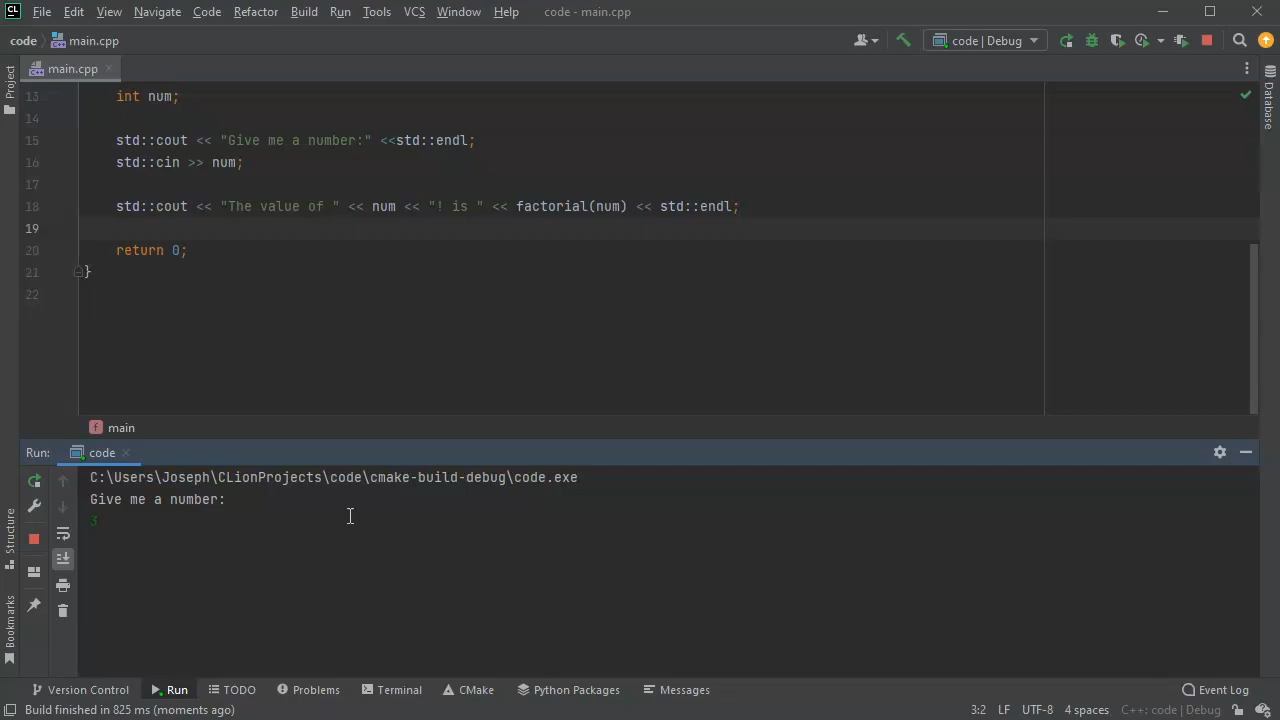 CL File Edit View Navigate Code Refactor Build Run Tools VCS Window Help code - main.cpp
code main.cpp code | Debug
main.cpp
Project
Database
13 int num;
14
15 std::cout << "Give me a number:" <<std::endl;
16 std::cin >> num;
17
18 std::cout << "The value of " << num << "! is " << factorial(num) << std::endl;
19
20 return 0;
21 }
22
f main
Run: code
C:\Users\Joseph\CLionProjects\code\cmake-build-debug\code.exe
Give me a number:
3
Structure
Bookmarks
Version Control Run TODO Problems Terminal CMake Python Packages Messages Event Log
Build finished in 825 ms (moments ago) 3:2 LF UTF-8 4 spaces C++: code | Debug